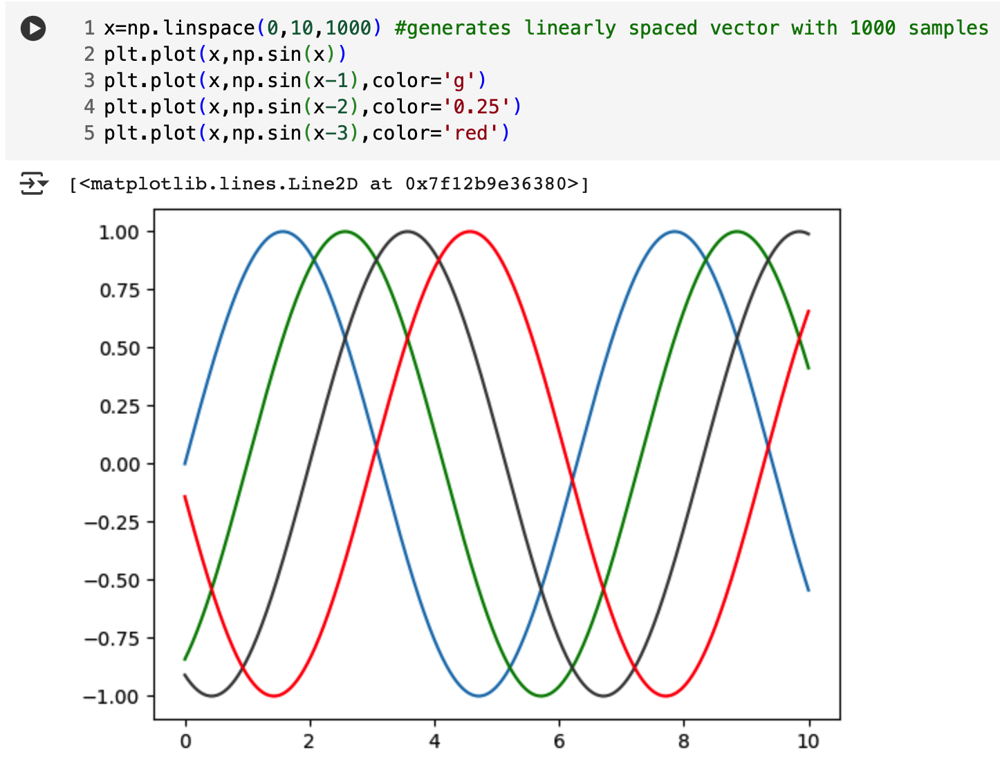 1 x=np.linspace(0,10,1000) #generates linearly spaced vector with 1000 samples
2 plt.plot(x,np.sin(x))
3 plt.plot(x,np.sin(x-1),color='g')
4 plt.plot(x,np.sin(x-2),color='0.25')
5 plt.plot(x,np.sin(x-3),color='red')
[<matplotlib.lines.Line2D at 0x7f12b9e36380>]
1.00
0.75
0.50
0.25
0.00
−0.25
−0.50
−0.75
−1.00
0 2 4 6 8 10